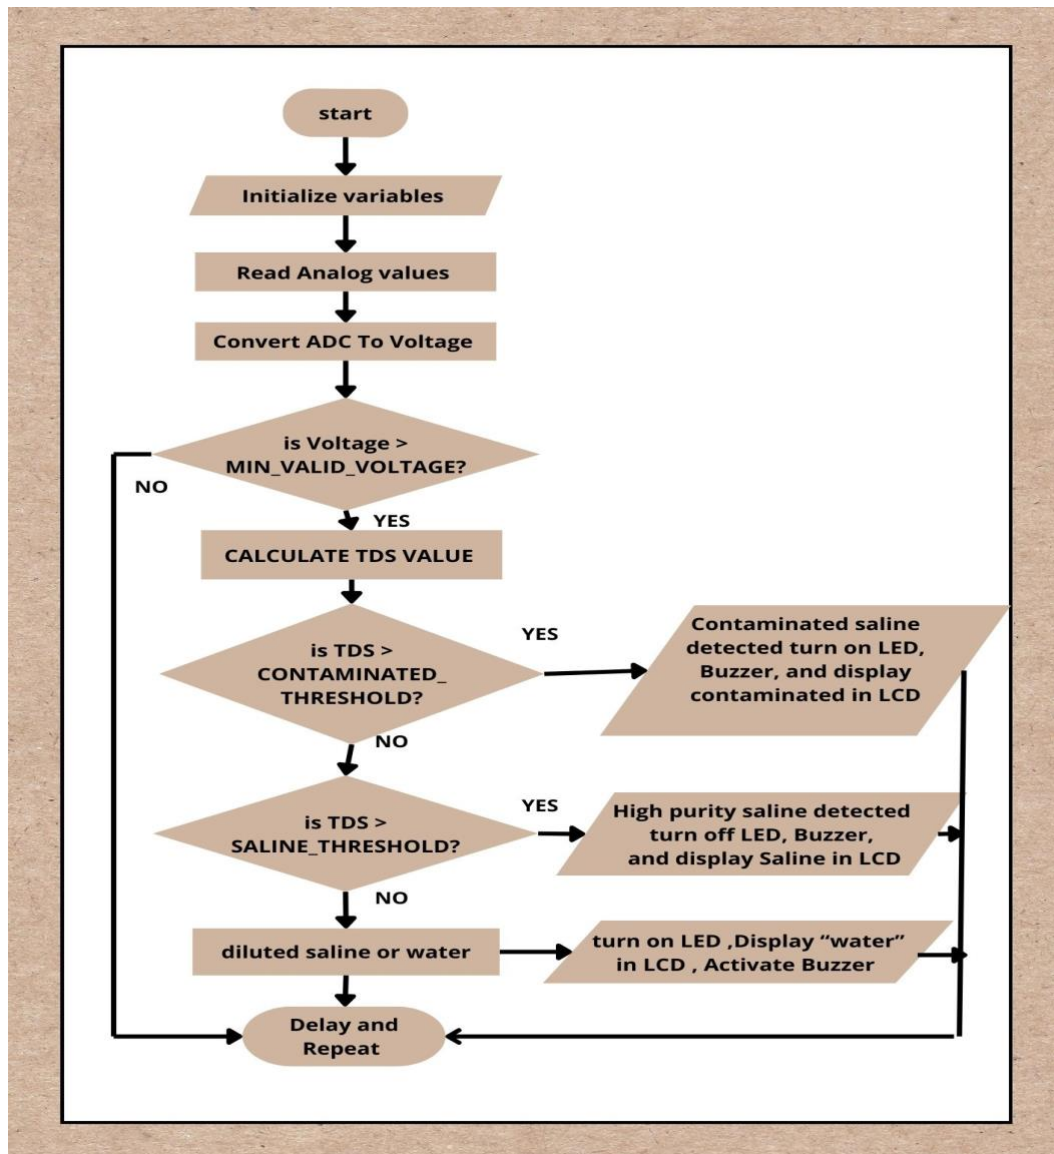 start
Initialize variables
Read Analog values
Convert ADC To Voltage
is Voltage >
MIN_VALID_VOLTAGE?
NO
YES
CALCULATE TDS VALUE
is TDS >
CONTAMINATED_
THRESHOLD?
YES
Contaminated saline
detected turn on LED,
Buzzer, and display
contaminated in LCD
NO
is TDS >
SALINE_THRESHOLD?
YES
High purity saline detected
turn off LED, Buzzer,
and display Saline in LCD
NO
diluted saline or water
turn on LED ,Display “water”
in LCD , Activate Buzzer
Delay and
Repeat